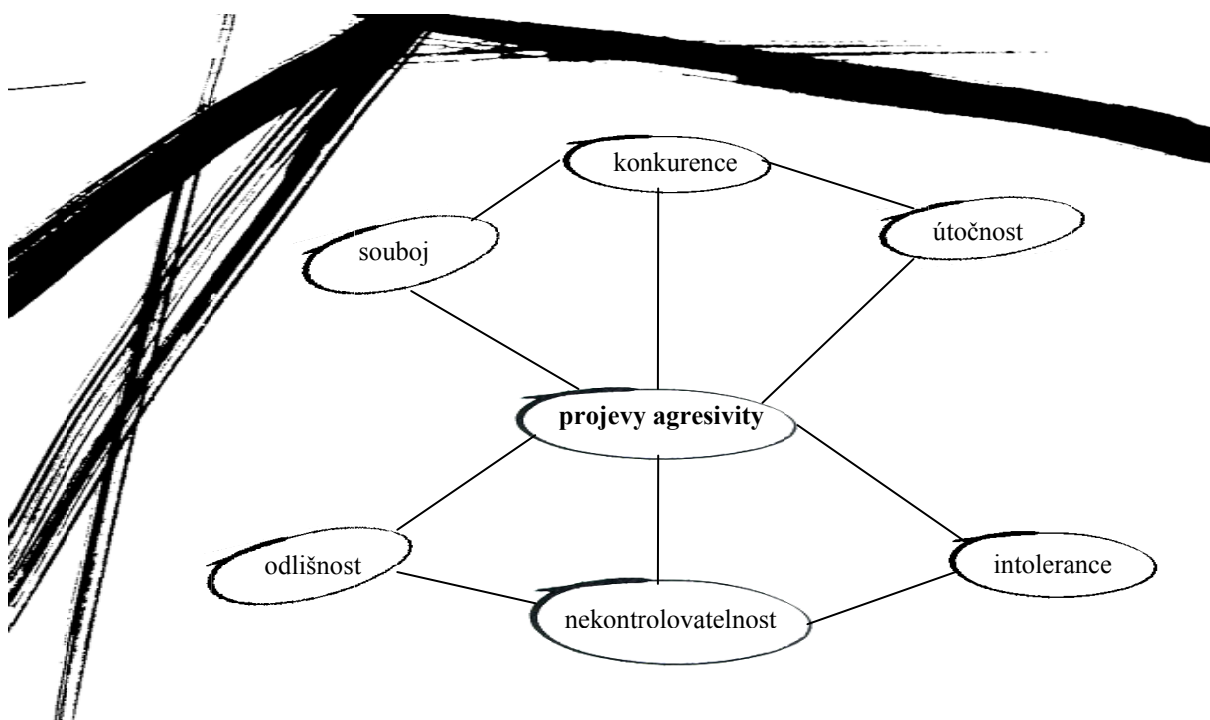 konkurence
útočnost
souboj
projevy agresivity
odlišnost
intolerance
nekontrolovatelnost